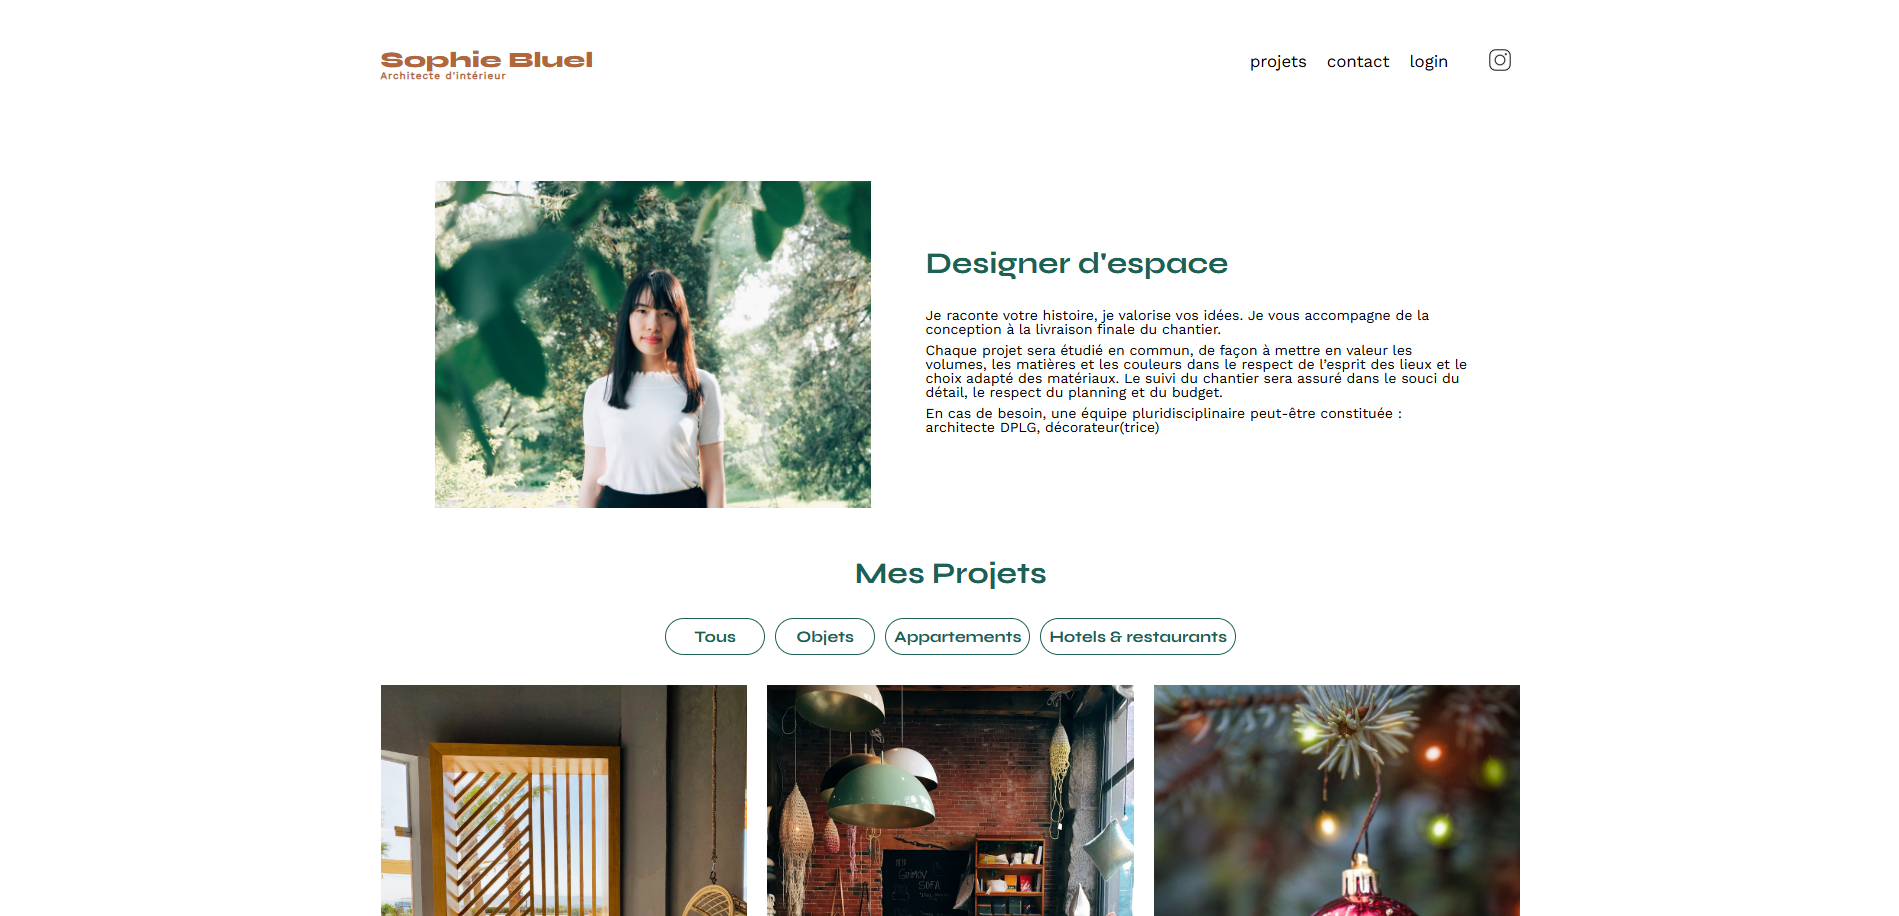 Sophie Bluel
Architecte d'intérieur
projets contact login
Designer d'espace
Je raconte votre histoire, je valorise vos idées. Je vous accompagne de la
conception à la livraison finale du chantier.
Chaque projet sera étudié en commun, de façon à mettre en valeur les
volumes, les matières et les couleurs dans le respect de l’esprit des lieux et le
choix adapté des matériaux. Le suivi du chantier sera assuré dans le souci du
détail, le respect du planning et du budget.
En cas de besoin, une équipe pluridisciplinaire peut-être constituée :
architecte DPLG, décorateur(trice)
Mes Projets
Tous Objets Appartements Hotels & restaurants
SOFA